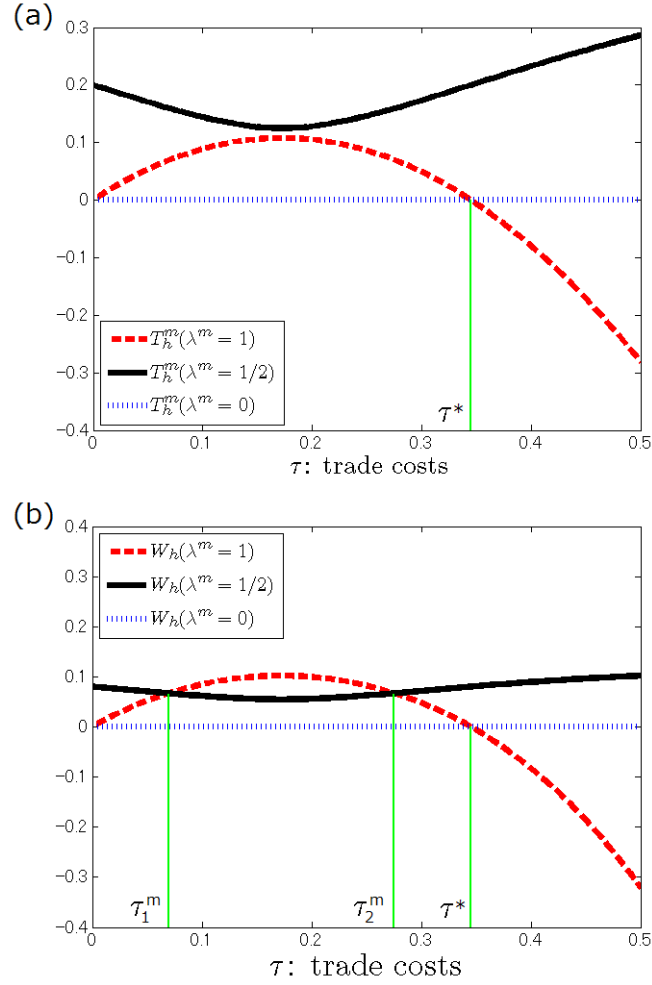 (a)
0.3
0.2
0.1
0
-0.1
-0.2
-0.3
-0.4
T_h^m(λ^m = 1)
T_h^m(λ^m = 1/2)
T_h^m(λ^m = 0)
τ*
0 0.1 0.2 0.3 0.4 0.5
τ: trade costs
(b)
0.4
0.3
0.2
0.1
0
-0.1
-0.2
-0.3
-0.4
W_h(λ^m = 1)
W_h(λ^m = 1/2)
W_h(λ^m = 0)
τ_1^m τ_2^m τ*
0 0.1 0.2 0.3 0.4 0.5
τ: trade costs